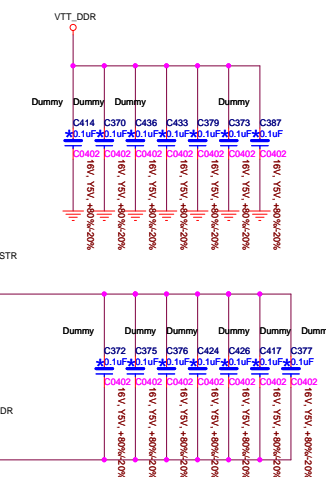 VTT_DDR
Dummy Dummy Dummy Dummy
C414 C370 C436 C433 C379 C373 C387
*0.1uF *0.1uF *0.1uF *0.1uF *0.1uF *0.1uF *0.1uF
C0402 C0402 C0402 C0402 C0402 C0402 C0402
16V, Y5V, +80%/-20% 16V, Y5V, +80%/-20% 16V, Y5V, +80%/-20% 16V, Y5V, +80%/-20% 16V, Y5V, +80%/-20% 16V, Y5V, +80%/-20% 16V, Y5V, +80%/-20%
STR
Dummy Dummy Dummy Dummy Dumm
C372 C375 C376 C424 C426 C417 C377
*0.1uF *0.1uF *0.1uF *0.1uF *0.1uF *0.1uF *0.1uF
C0402 C0402 C0402 C0402 C0402 C0402 C0402
DR
16V, Y5V, +80%/-20% 16V, Y5V, +80%/-20% 16V, Y5V, +80%/-20% 16V, Y5V, +80%/-20% 16V, Y5V, +80%/-20% 16V, Y5V, +80%/-20% 16V, Y5V, +80%/-20%